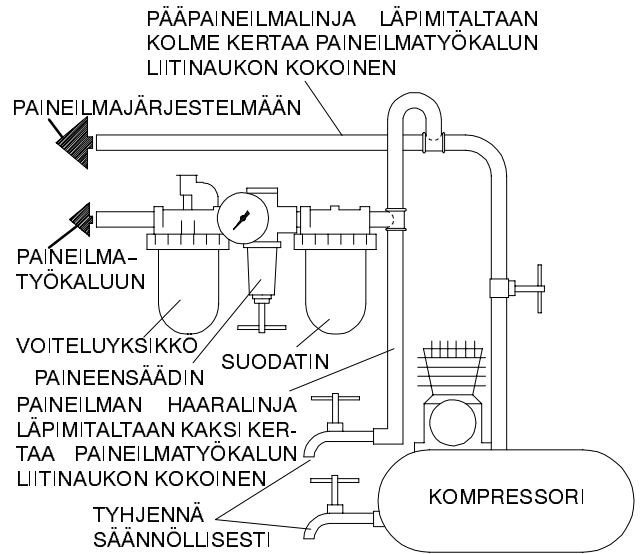 PÄÄPAINEILMALINJA LÄPIMITALTAAN
KOLME KERTAA PAINEILMATYÖKALUN
LIITINAUKON KOKOINEN
PAINEILMAJÄRJESTELMÄÄN
PAINEILMA–
TYÖKALUUN
VOITELUYKSIKKÖ
SUODATIN
PAINEENSÄÄDIN
PAINEILMAN HAARALINJA
LÄPIMITALTAAN KAKSI KER-
TAA PAINEILMATYÖKALUN
LIITINAUKON KOKOINEN
KOMPRESSORI
TYHJENNÄ
SÄÄNNÖLLISESTI